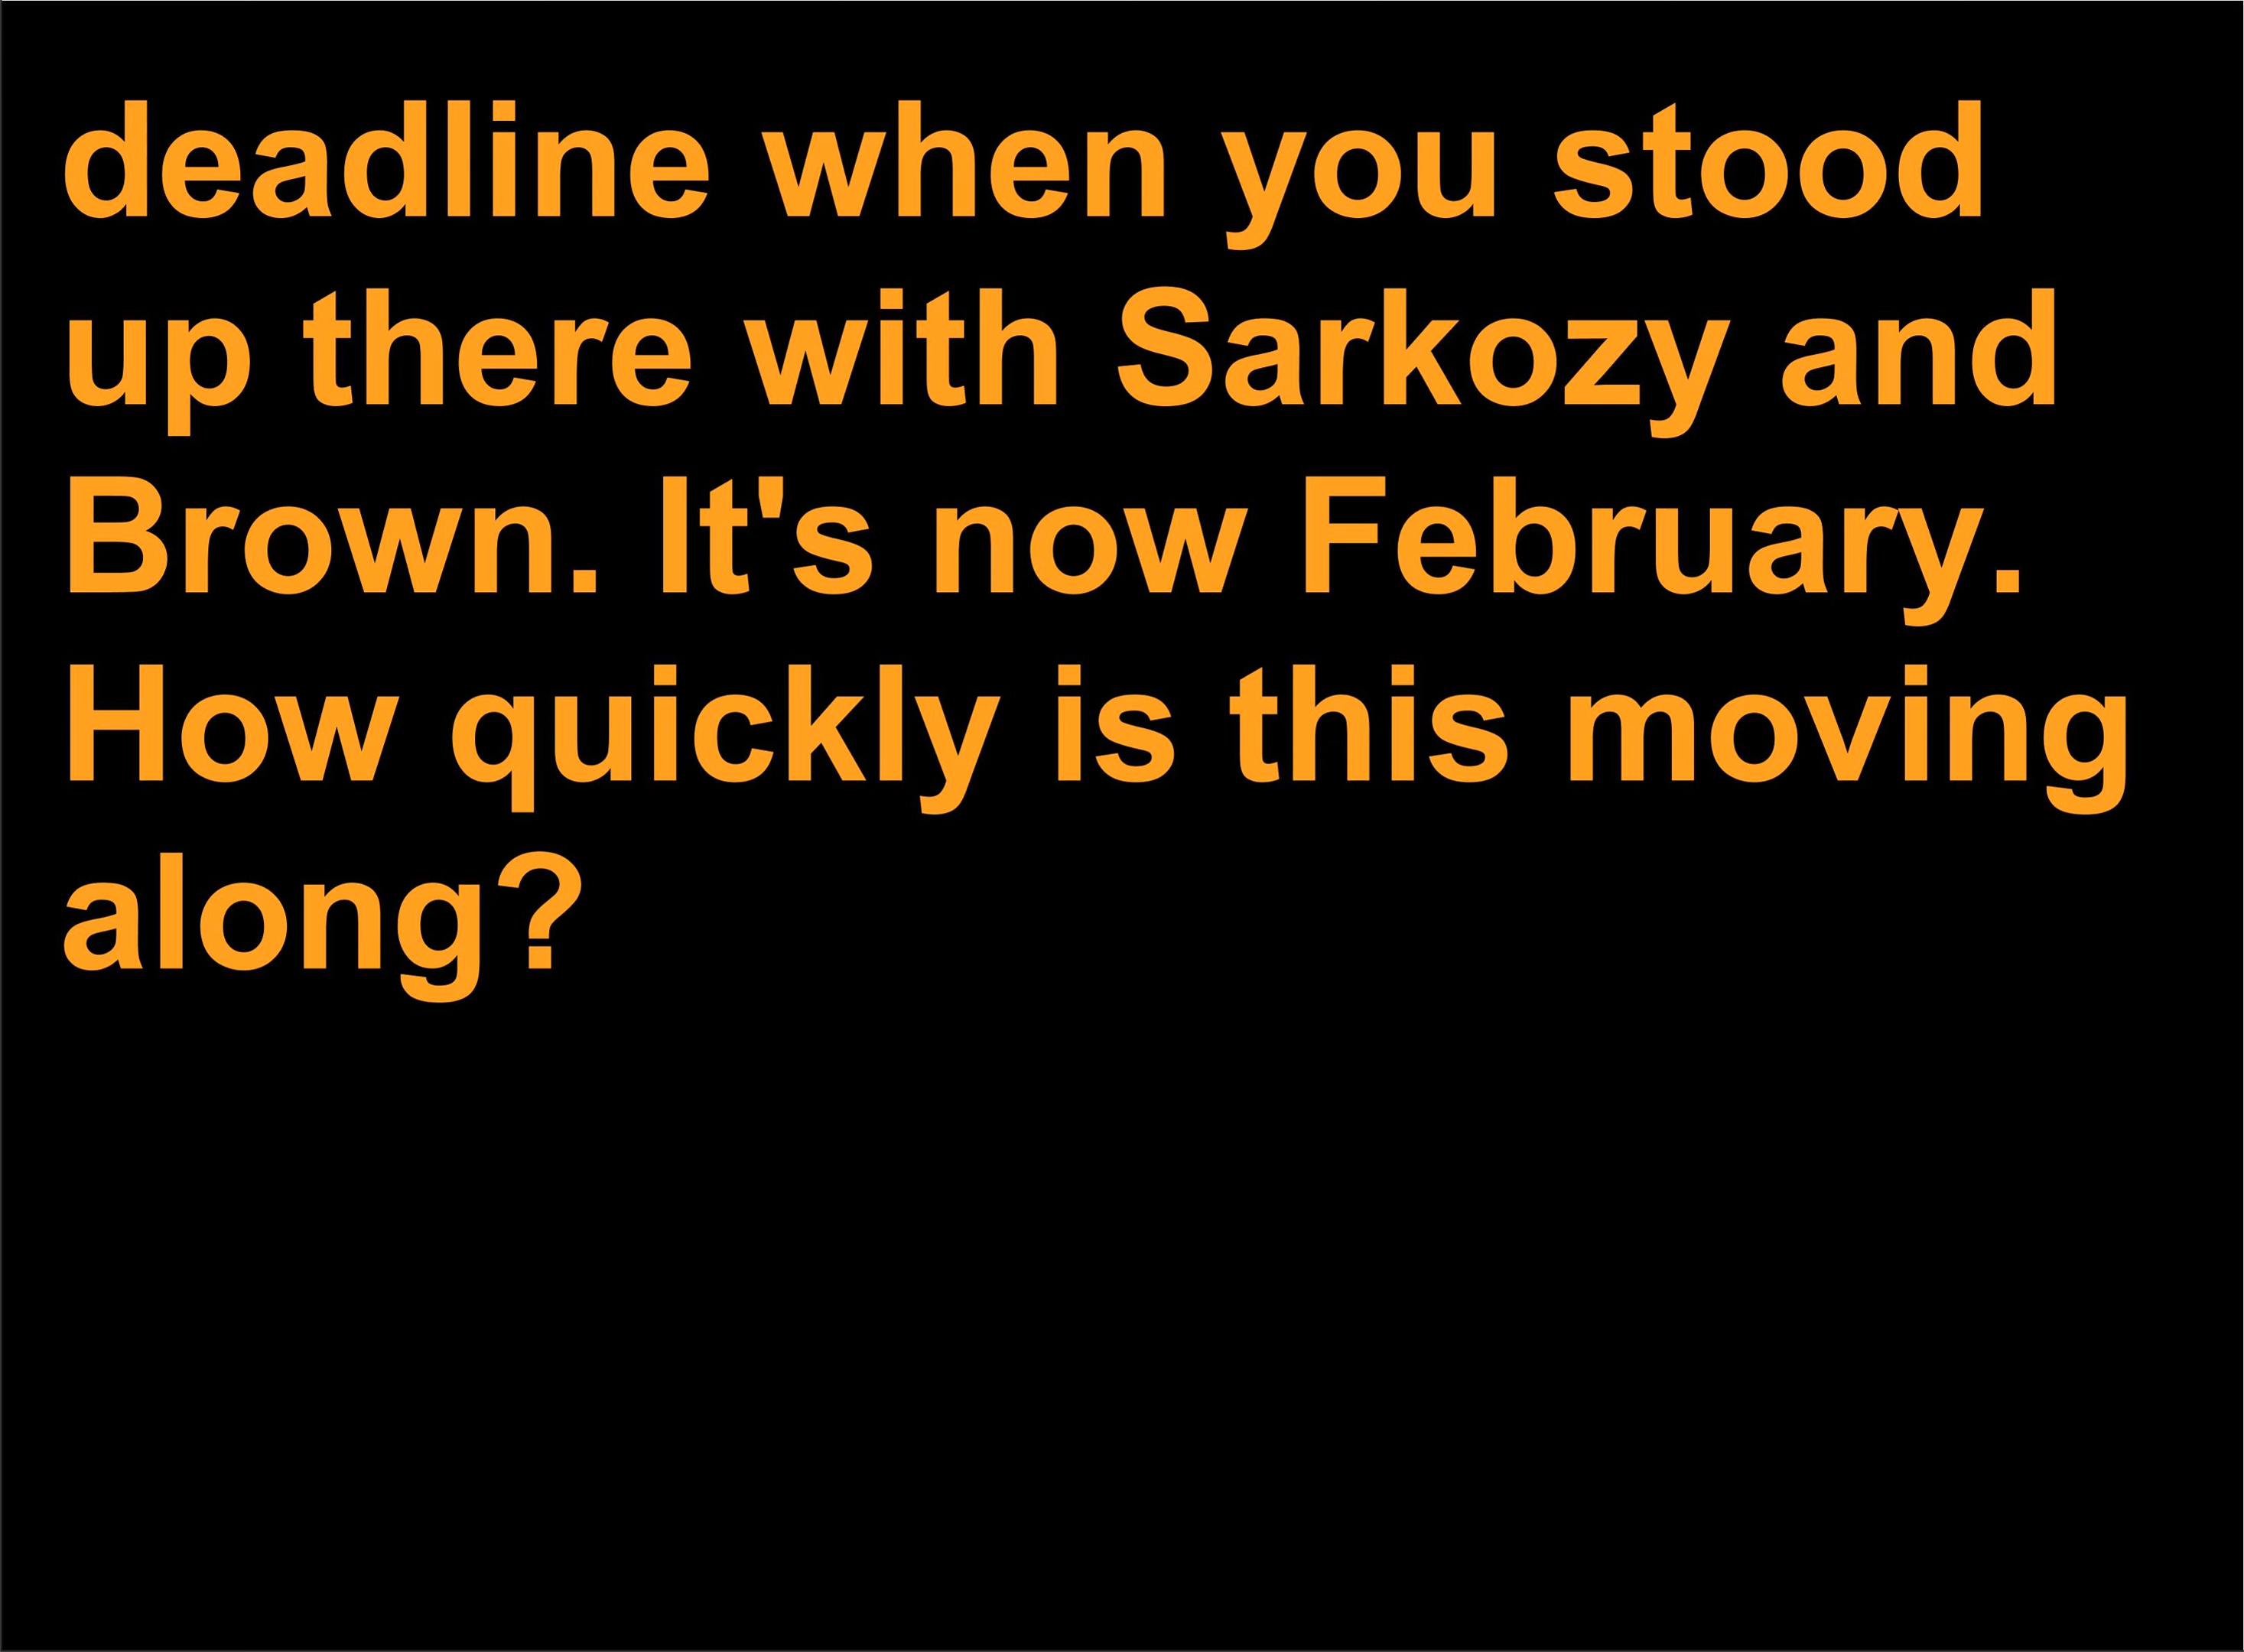 deadline when you stood
up there with Sarkozy and
Brown. It's now February.
How quickly is this moving
along?